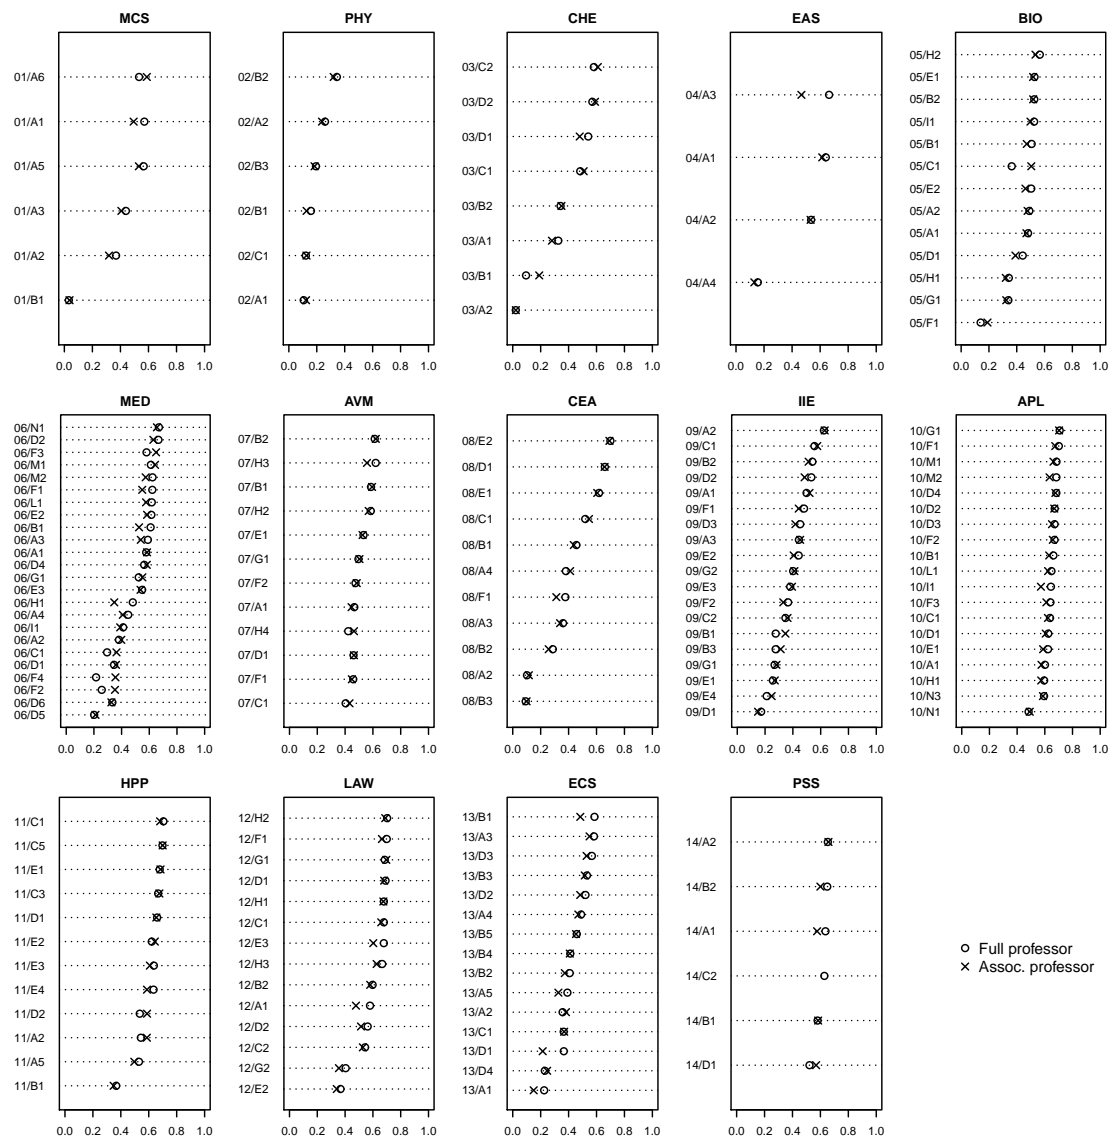 MCS
01/A6
01/A1
01/A5
01/A3
01/A2
01/B1
0.0 0.2 0.4 0.6 0.8 1.0
PHY
02/B2
02/A2
02/B3
02/B1
02/C1
02/A1
0.0 0.2 0.4 0.6 0.8 1.0
CHE
03/C2
03/D2
03/D1
03/C1
03/B2
03/A1
03/B1
03/A2
0.0 0.2 0.4 0.6 0.8 1.0
EAS
04/A3
04/A1
04/A2
04/A4
0.0 0.2 0.4 0.6 0.8 1.0
BIO
05/H2
05/E1
05/B2
05/I1
05/B1
05/C1
05/E2
05/A2
05/A1
05/D1
05/H1
05/G1
05/F1
0.0 0.2 0.4 0.6 0.8 1.0
MED
06/N1
06/D2
06/F3
06/M1
06/M2
06/F1
06/L1
06/E2
06/B1
06/A3
06/A1
06/D4
06/G1
06/E3
06/H1
06/A4
06/I1
06/A2
06/C1
06/D1
06/F4
06/F2
06/D6
06/D5
0.0 0.2 0.4 0.6 0.8 1.0
AVM
07/B2
07/H3
07/B1
07/H2
07/E1
07/G1
07/F2
07/A1
07/H4
07/D1
07/F1
07/C1
0.0 0.2 0.4 0.6 0.8 1.0
CEA
08/E2
08/D1
08/E1
08/C1
08/B1
08/A4
08/F1
08/A3
08/B2
08/A2
08/B3
0.0 0.2 0.4 0.6 0.8 1.0
IIE
09/A2
09/C1
09/B2
09/D2
09/A1
09/F1
09/D3
09/A3
09/E2
09/G2
09/E3
09/F2
09/C2
09/B1
09/B3
09/G1
09/E1
09/E4
09/D1
0.0 0.2 0.4 0.6 0.8 1.0
APL
10/G1
10/F1
10/M1
10/M2
10/D4
10/D2
10/D3
10/F2
10/B1
10/L1
10/I1
10/F3
10/C1
10/D1
10/E1
10/A1
10/H1
10/N3
10/N1
0.0 0.2 0.4 0.6 0.8 1.0
HPP
11/C1
11/C5
11/E1
11/C3
11/D1
11/E2
11/E3
11/E4
11/D2
11/A2
11/A5
11/B1
0.0 0.2 0.4 0.6 0.8 1.0
LAW
12/H2
12/F1
12/G1
12/D1
12/H1
12/C1
12/E3
12/H3
12/B2
12/A1
12/D2
12/C2
12/G2
12/E2
0.0 0.2 0.4 0.6 0.8 1.0
ECS
13/B1
13/A3
13/D3
13/B3
13/D2
13/A4
13/B5
13/B4
13/B2
13/A5
13/A2
13/C1
13/D1
13/D4
13/A1
0.0 0.2 0.4 0.6 0.8 1.0
PSS
14/A2
14/B2
14/A1
14/C2
14/B1
14/D1
0.0 0.2 0.4 0.6 0.8 1.0
Full professor
Assoc. professor